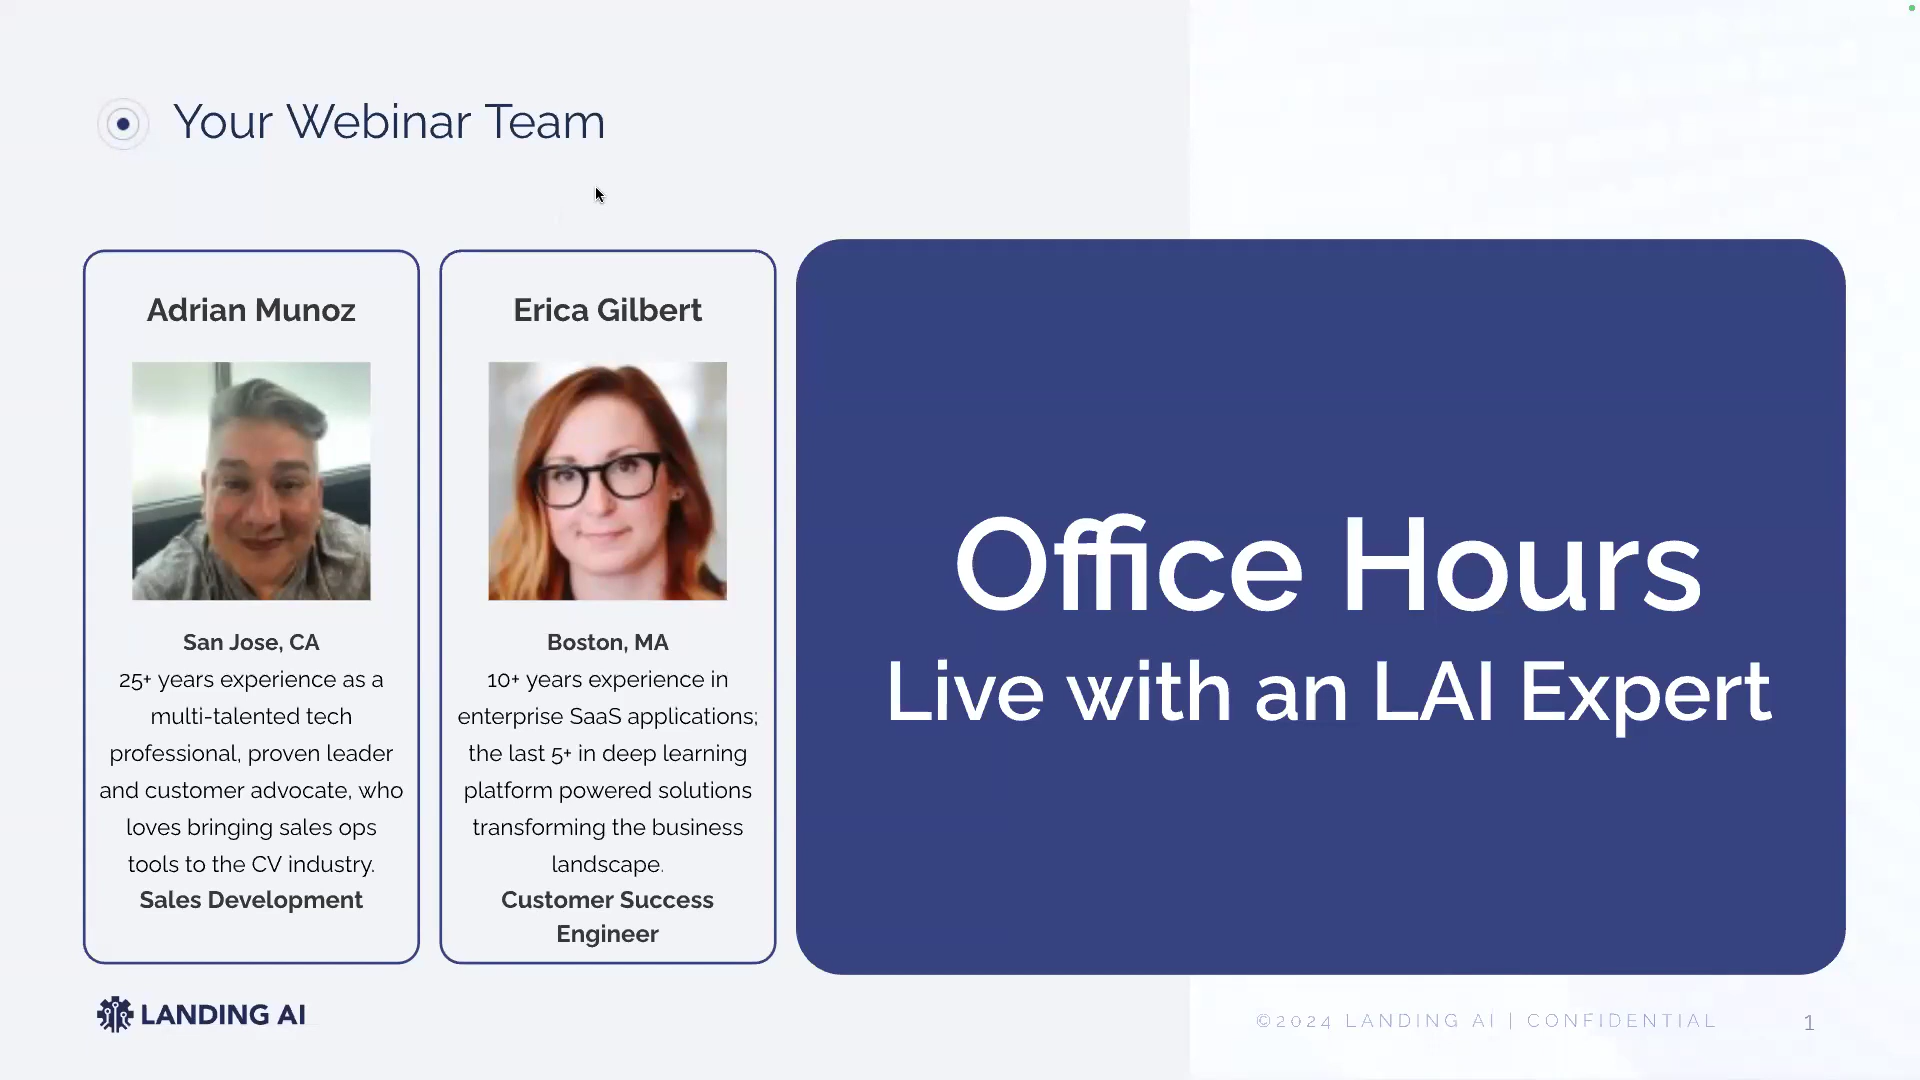 Your Webinar Team
Adrian Munoz
San Jose, CA
25+ years experience as a
multi-talented tech
professional, proven leader
and customer advocate, who
loves bringing sales ops
tools to the CV industry.
Sales Development
Erica Gilbert
Boston, MA
10+ years experience in
enterprise SaaS applications;
the last 5+ in deep learning
platform powered solutions
transforming the business
landscape.
Customer Success
Engineer
Office Hours
Live with an LAI Expert
LANDING AI
©2024 LANDING AI | CONFIDENTIAL
1